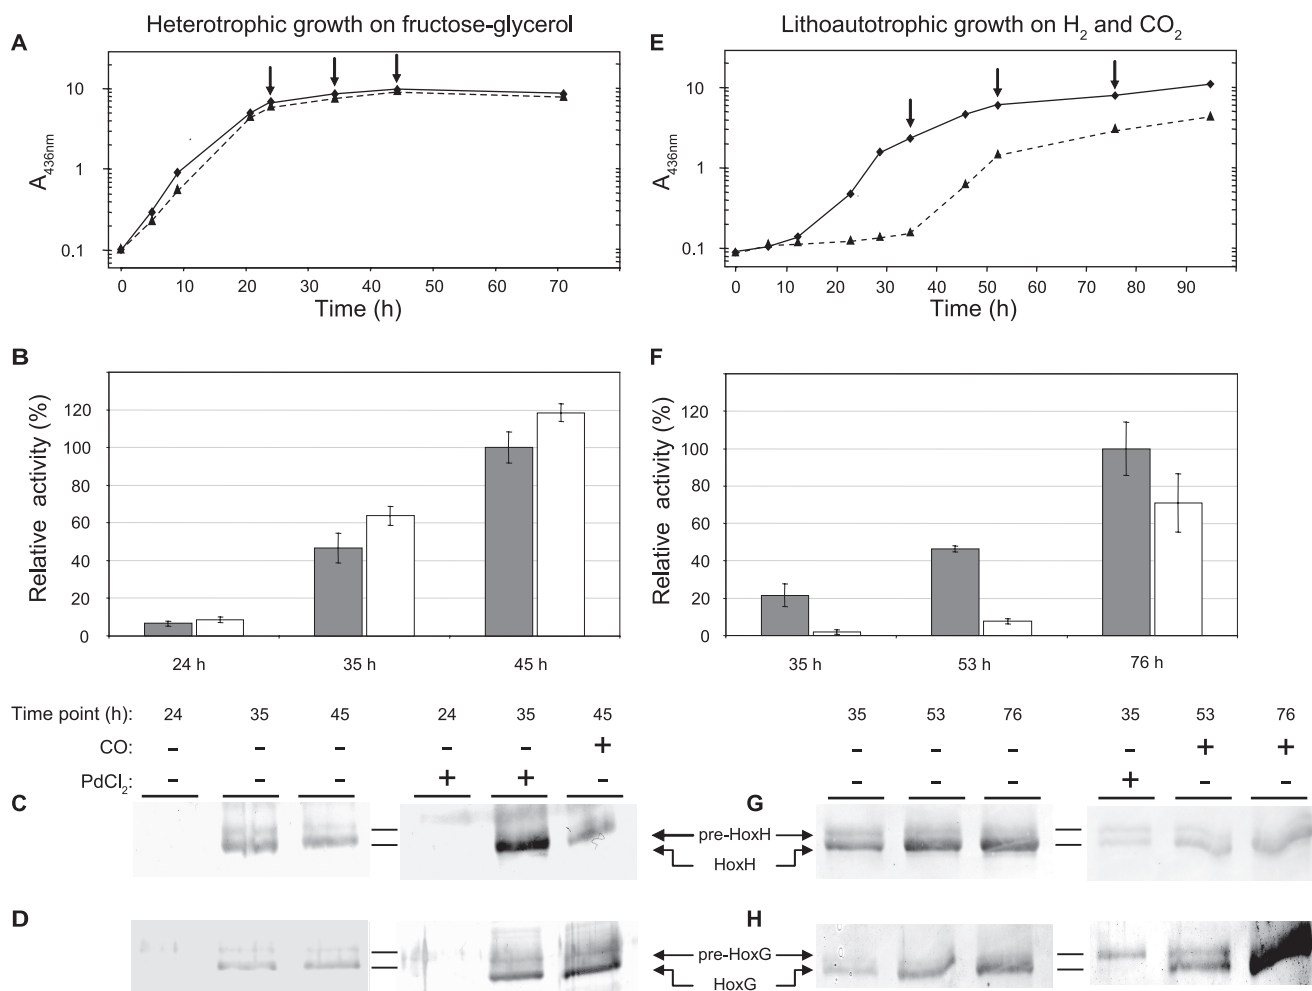 Heterotrophic growth on fructose-glycerol
Lithoautotrophic growth on H2 and CO2
A
E
A436nm
10
1
0.1
0 10 20 30 40 50 60 70
Time (h)
A436nm
10
1
0.1
0 10 20 30 40 50 60 70 80 90
Time (h)
B
F
Relative activity (%)
120
100
80
60
40
20
0
24 h 35 h 45 h
Relative activity (%)
120
100
80
60
40
20
0
35 h 53 h 76 h
Time point (h): 24 35 45 24 35 45 35 53 76 35 53 76
CO: - - - - - + - - - - + +
PdCl2: - - - + + - - - - + - -
C
G
pre-HoxH
HoxH
D
H
pre-HoxG
HoxG